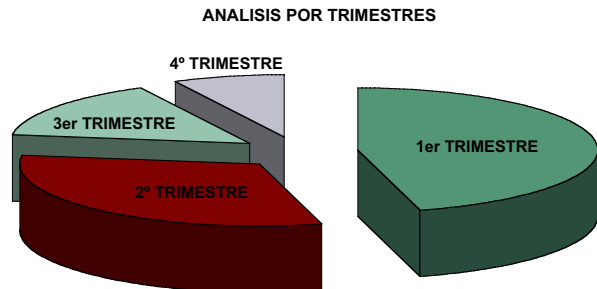 ANALISIS POR TRIMESTRES
4º TRIMESTRE
3er TRIMESTRE
1er TRIMESTRE
2º TRIMESTRE